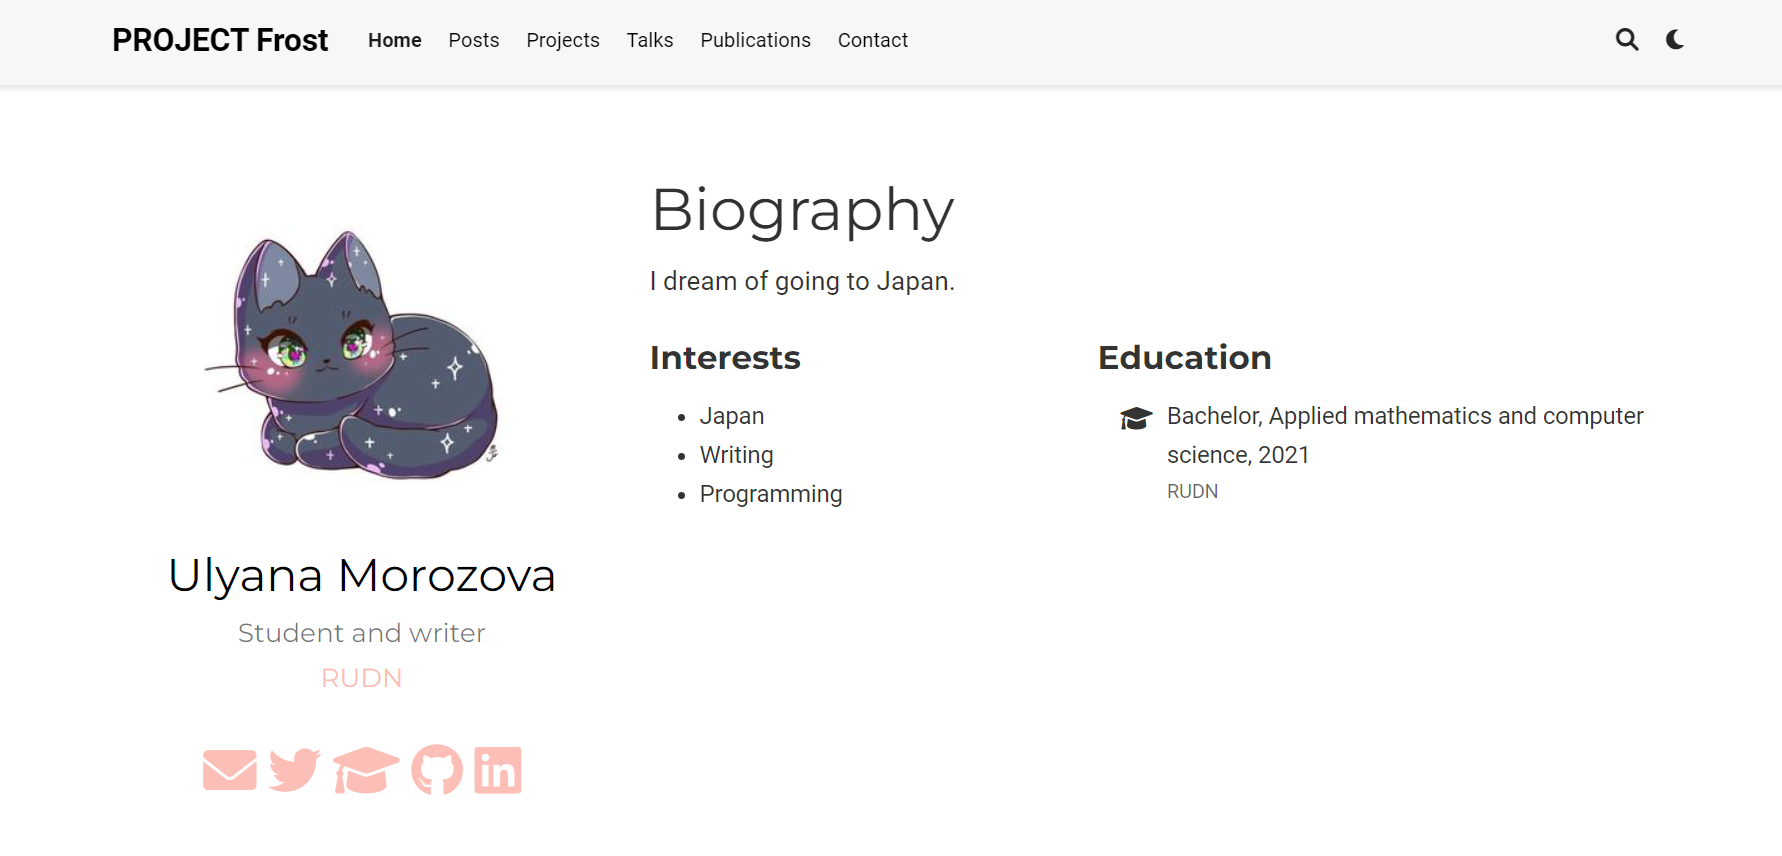 PROJECT Frost
Home Posts Projects Talks Publications Contact
Biography
I dream of going to Japan.
Interests
Japan
Writing
Programming
Education
Bachelor, Applied mathematics and computer
science, 2021
RUDN
Ulyana Morozova
Student and writer
RUDN
in